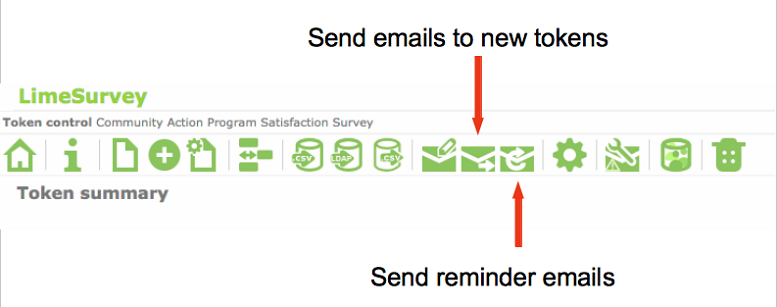 Send emails to new tokens
LimeSurvey
Token control Community Action Program Satisfaction Survey
.CSV LDAP .CSV
Token summary
Send reminder emails